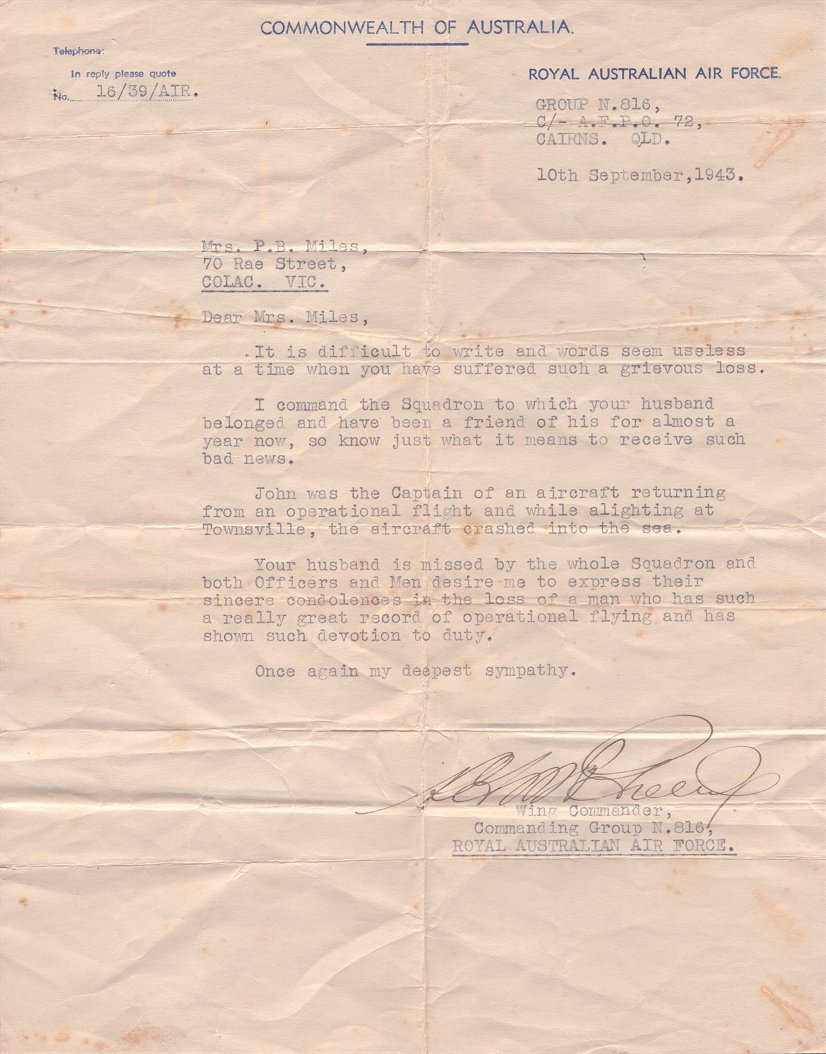 COMMONWEALTH OF AUSTRALIA.
Telephone:
In reply please quote
No. 16/39/AIR.
ROYAL AUSTRALIAN AIR FORCE.
GROUP N.816,
C/- A.F.P.O. 72,
CAIRNS. QLD.
10th September,1943.
Mrs. P.B. Miles,
70 Rae Street,
COLAC. VIC.
Dear Mrs. Miles,
It is difficult to write and words seem useless
at a time when you have suffered such a grievous loss.
I command the Squadron to which your husband
belonged and have been a friend of his for almost a
year now, so know just what it means to receive such
bad news.
John was the Captain of an aircraft returning
from an operational flight and while alighting at
Townsville, the aircraft crashed into the sea.
Your husband is missed by the whole Squadron and
both Officers and Men desire me to express their
sincere condolences in the loss of a man who has such
a really great record of operational flying and has
shown such devotion to duty.
Once again my deepest sympathy.
Wing Commander,
Commanding Group N.816,
ROYAL AUSTRALIAN AIR FORCE.